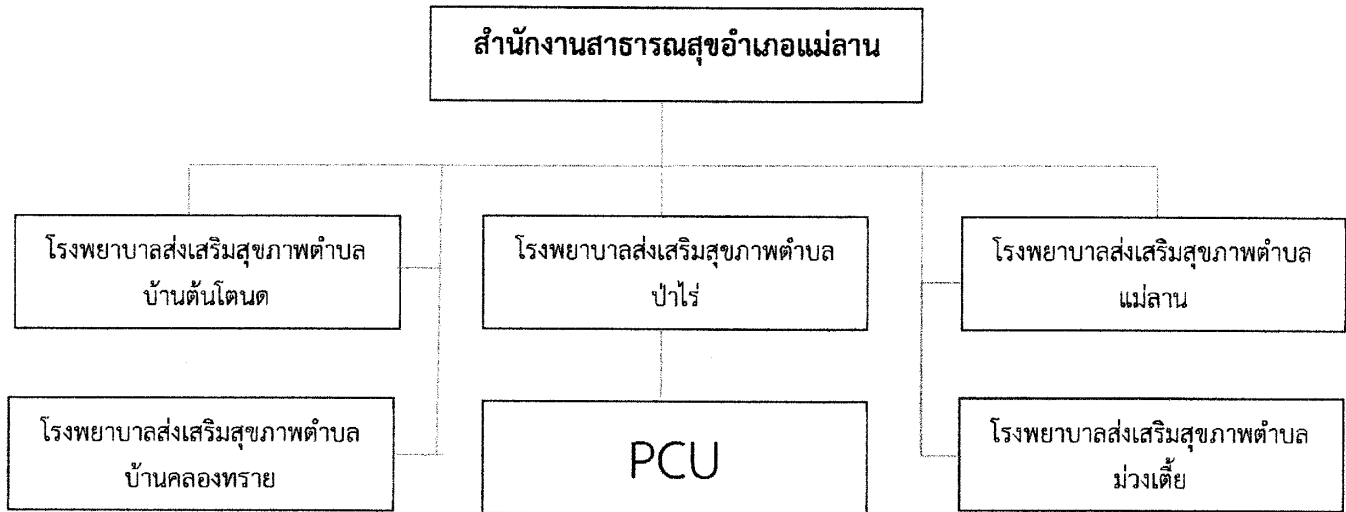 สำนักงานสาธารณสุขอำเภอแม่ลาน
โรงพยาบาลส่งเสริมสุขภาพตำบล
บ้านต้นโตนด
โรงพยาบาลส่งเสริมสุขภาพตำบล
ป่าไร่
โรงพยาบาลส่งเสริมสุขภาพตำบล
แม่ลาน
โรงพยาบาลส่งเสริมสุขภาพตำบล
บ้านคลองทราย
PCU
โรงพยาบาลส่งเสริมสุขภาพตำบล
ม่วงเตี้ย